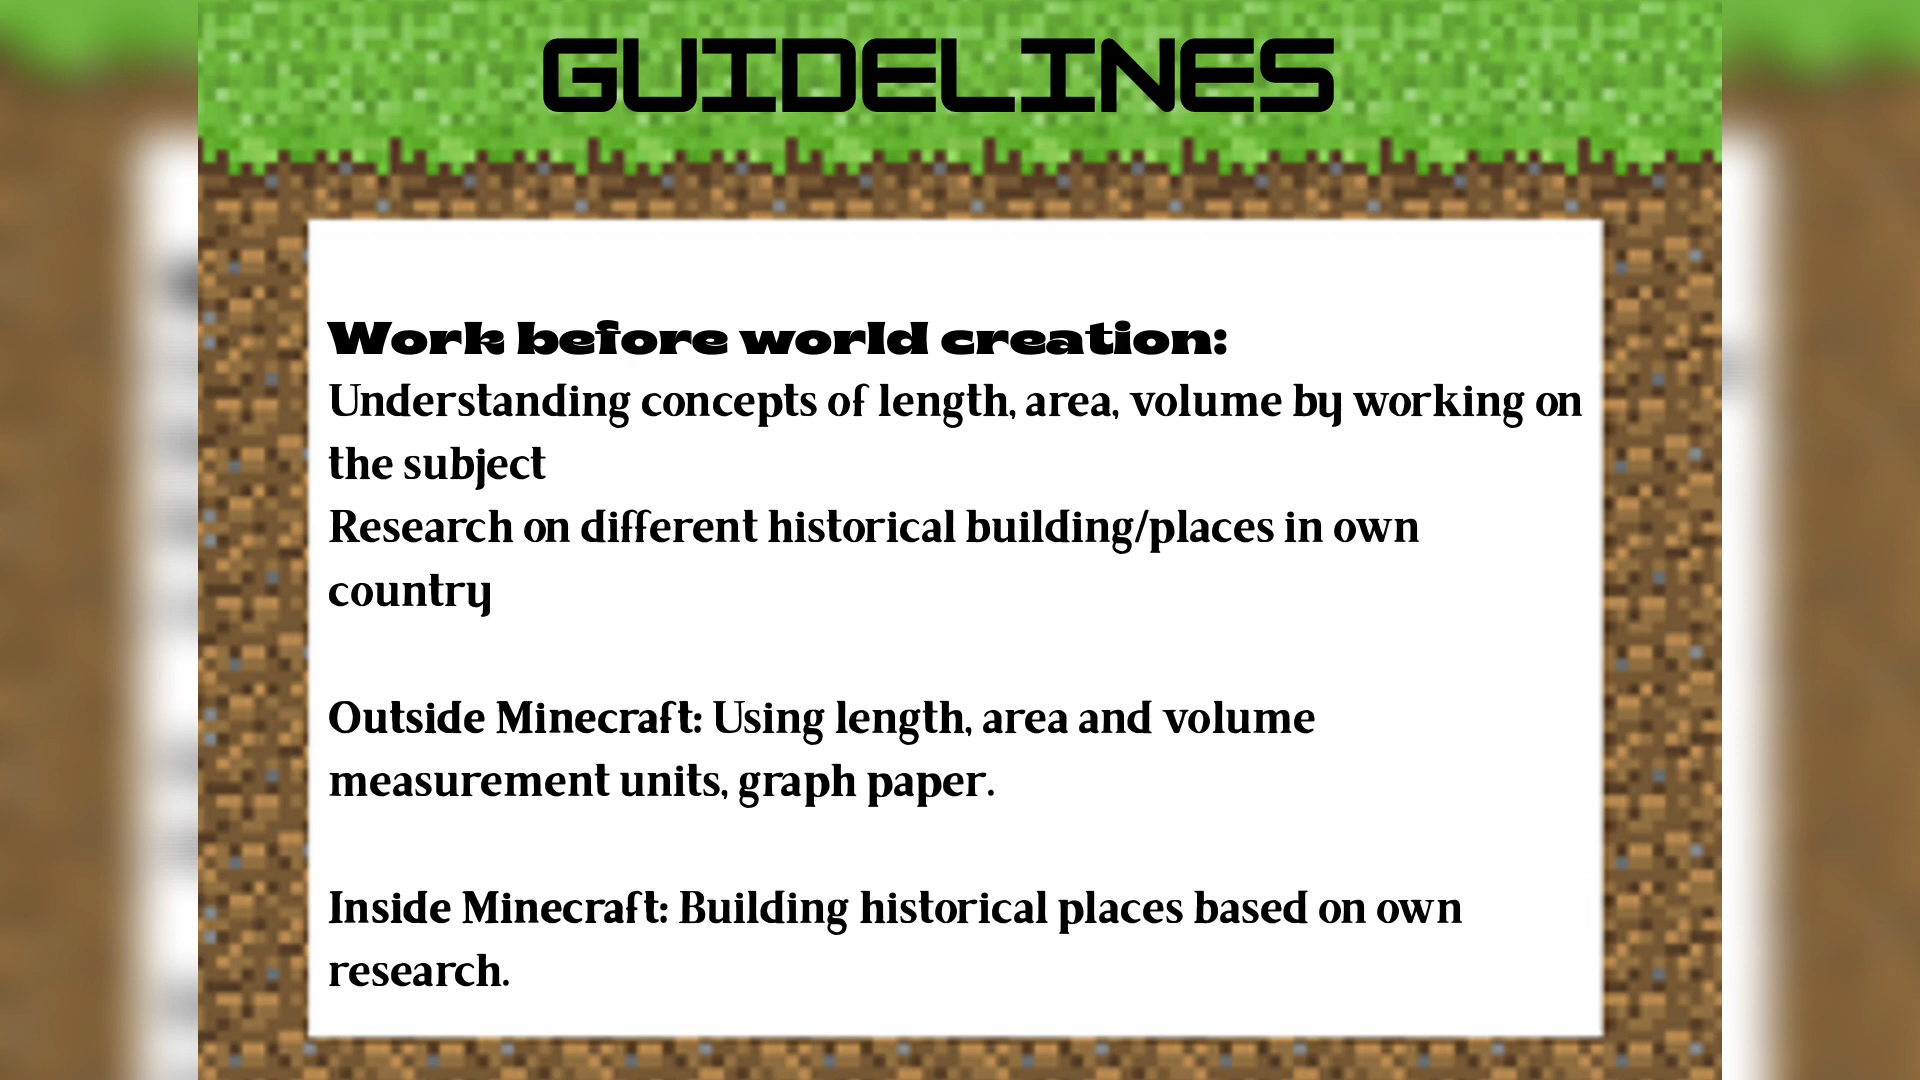 GUIDELINES
Work before world creation:
Understanding concepts of length, area, volume by working on
the subject
Research on different historical building/places in own
country
Outside Minecraft: Using length, area and volume
measurement units, graph paper.
Inside Minecraft: Building historical places based on own
research.